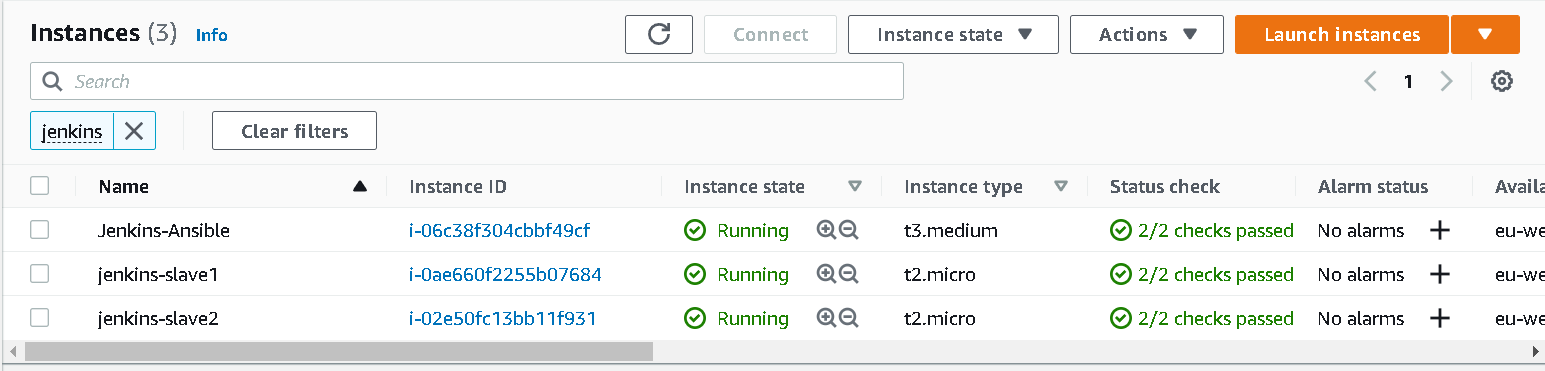 Instances (3) Info Connect Instance state Actions Launch instances
Search 1
jenkins Clear filters
Name Instance ID Instance state Instance type Status check Alarm status Availa
Jenkins-Ansible i-06c38f304cbbf49cf Running t3.medium 2/2 checks passed No alarms eu-we
jenkins-slave1 i-0ae660f2255b07684 Running t2.micro 2/2 checks passed No alarms eu-we
jenkins-slave2 i-02e50fc13bb11f931 Running t2.micro 2/2 checks passed No alarms eu-we